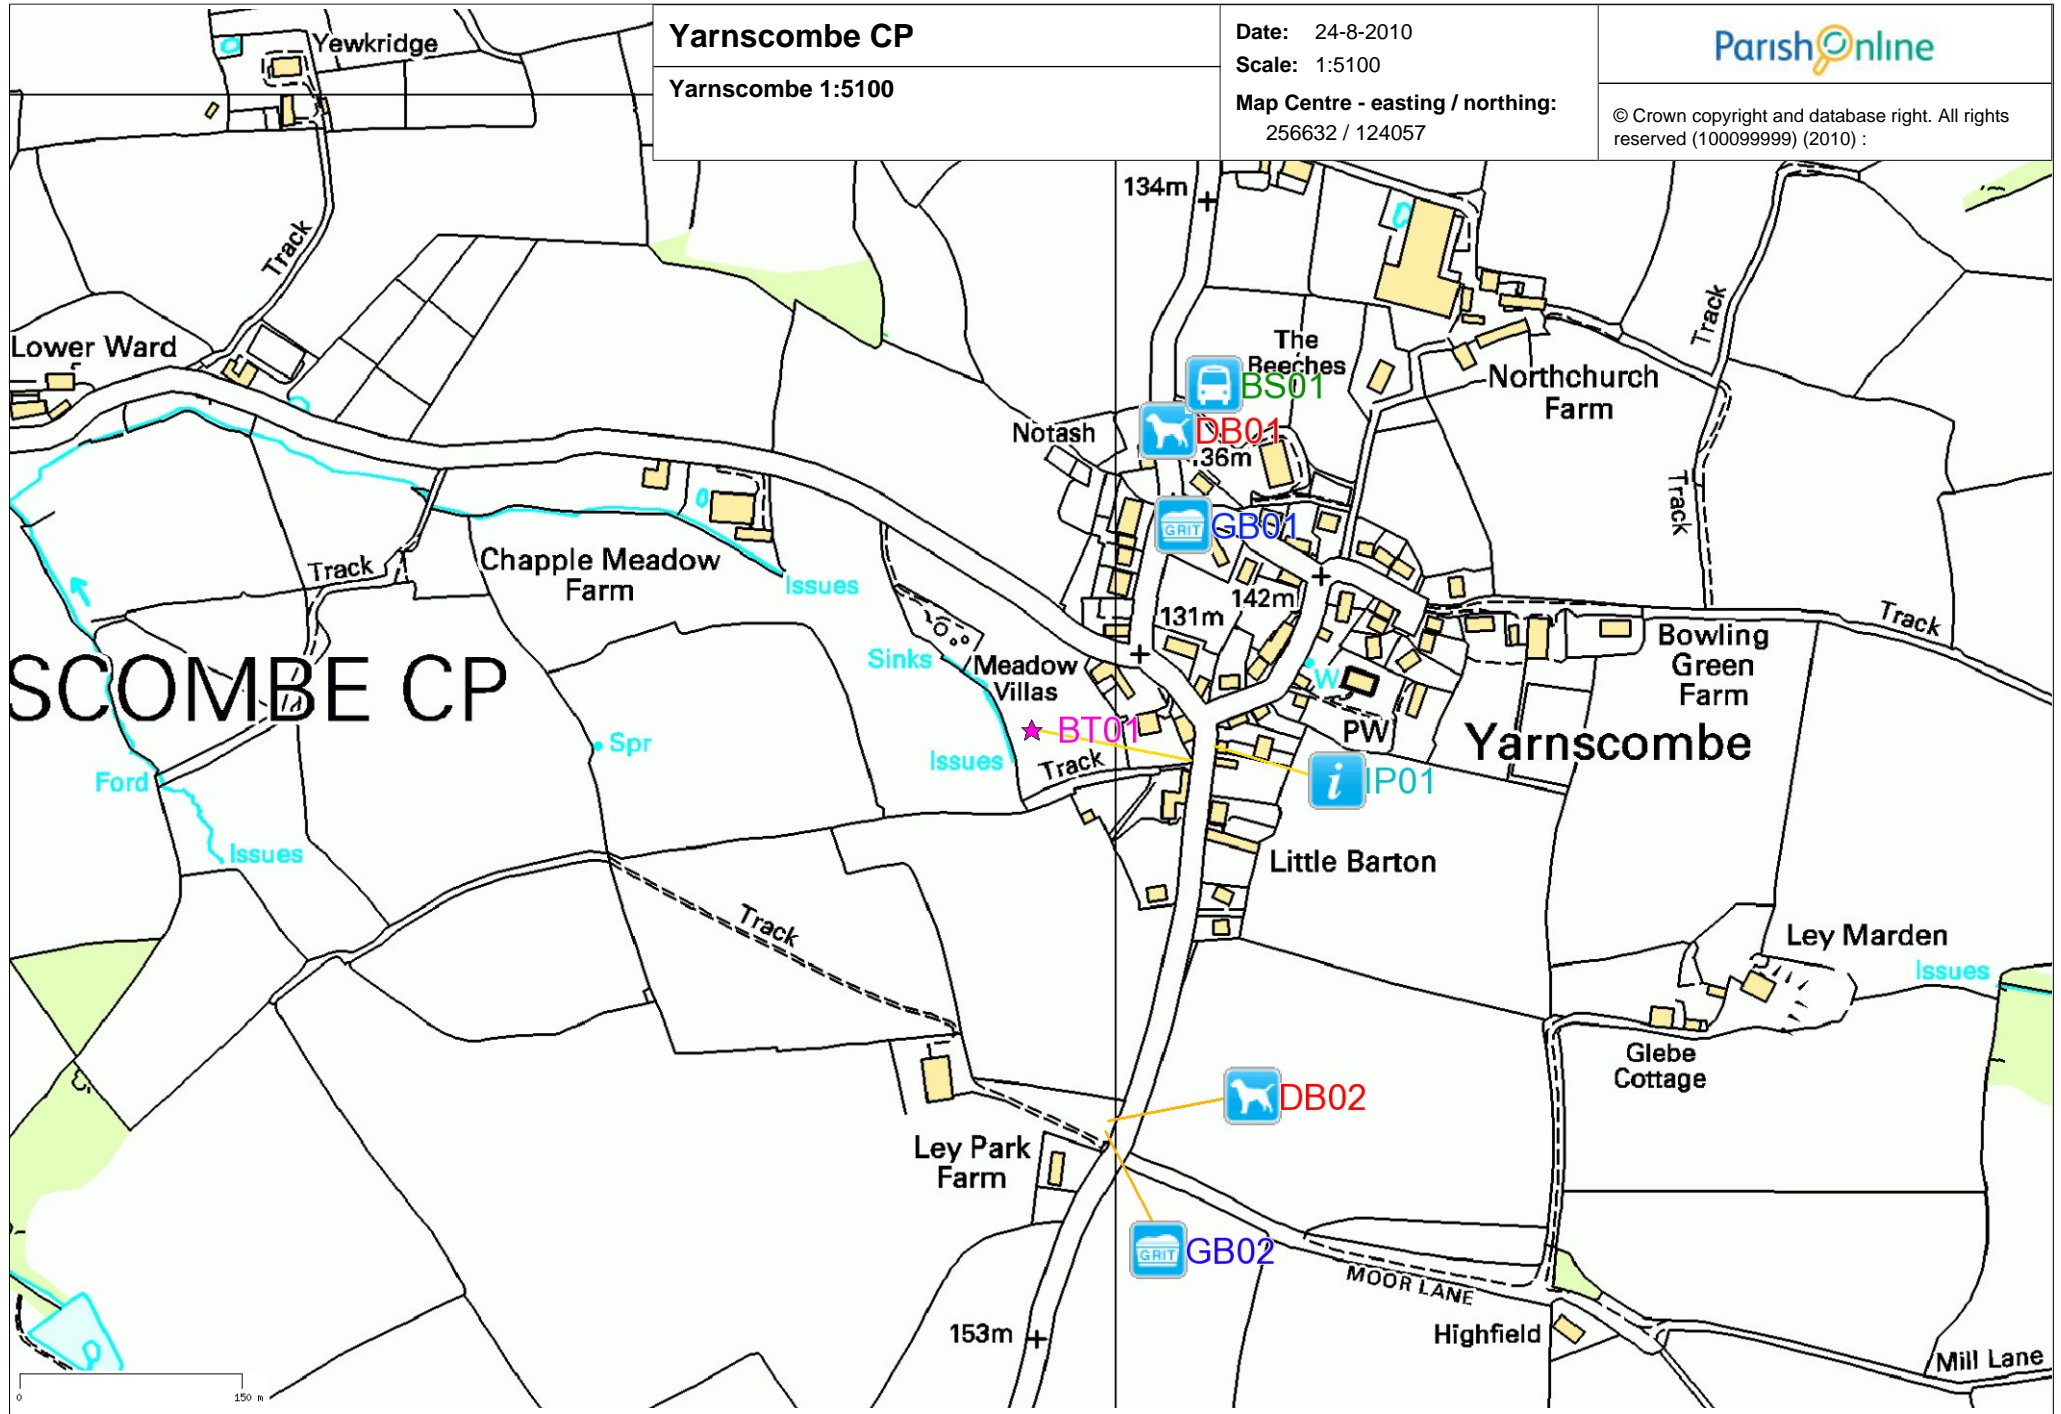 Yarnscombe CP
Yarnscombe 1:5100
Date: 24-8-2010
Scale: 1:5100
Map Centre - easting / northing:
256632 / 124057
Parish Online
© Crown copyright and database right. All rights
reserved (100099999) (2010) :
Yewkridge
134m
Track
Track
Lower Ward
The
Beeches
BS01
Northchurch
Farm
Notash
DB01
136m
Track
GRIT
GB01
Chapple Meadow
Farm
Track
Issues
142m
131m
Track
Bowling
Green
Farm
Sinks
Meadow
Villas
W
SCOMBE CP
PW
BT01
Yarnscombe
Spr
Issues
Track
Ford
i
IP01
Issues
Little Barton
Track
Ley Marden
Issues
Glebe
Cottage
DB02
Ley Park
Farm
GRIT
GB02
MOOR LANE
153m
Highfield
Mill Lane
0
150 m